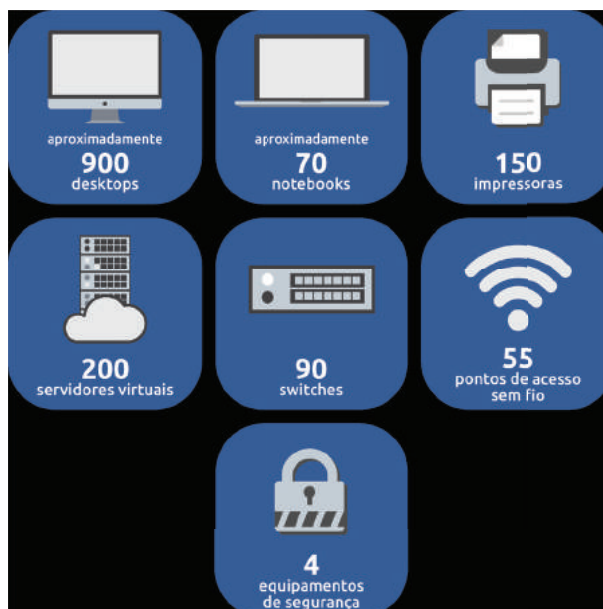 aproximadamente
900
desktops
aproximadamente
70
notebooks
150
impressoras
200
servidores virtuais
90
switches
55
pontos de acesso
sem fio
4
equipamentos
de segurança